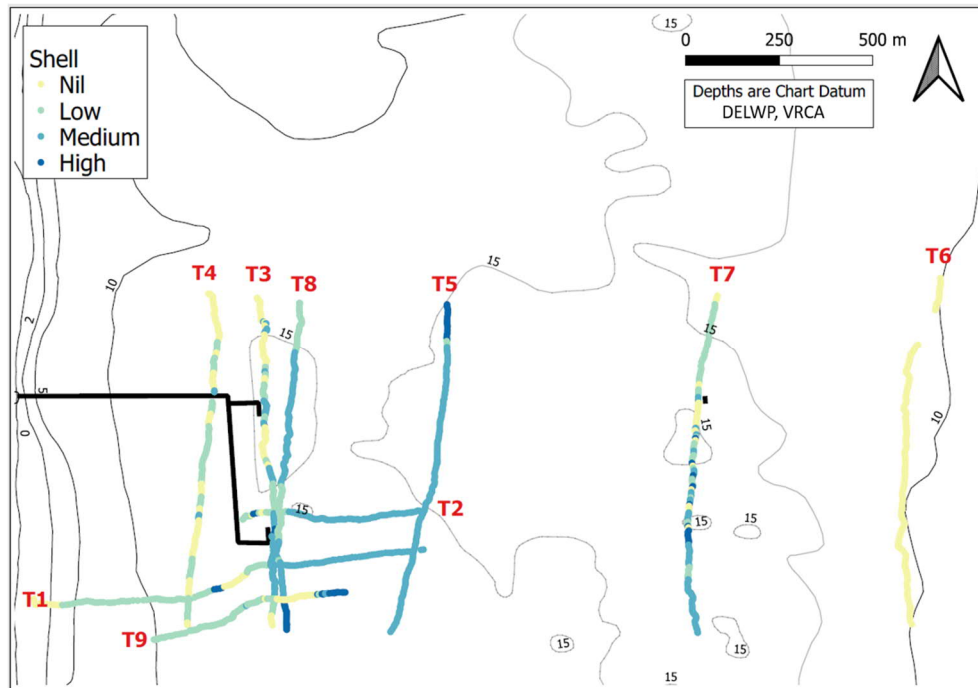 15
0 250 500 m
Shell
Nil
Low
Medium
High
Depths are Chart Datum
DELWP, VRCA
T4 T3 T8 T5 T7 T6
15
10
15
15
2
5
0
10
15
15
T2
15
15
T1
T9
15
15
15